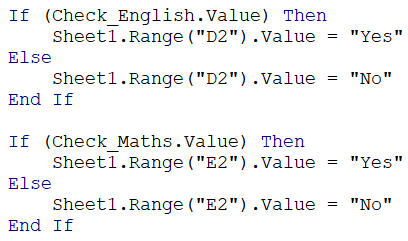 If (Check_English.Value) Then
    Sheet1.Range("D2").Value = "Yes"
Else
    Sheet1.Range("D2").Value = "No"
End If

If (Check_Maths.Value) Then
    Sheet1.Range("E2").Value = "Yes"
Else
    Sheet1.Range("E2").Value = "No"
End If